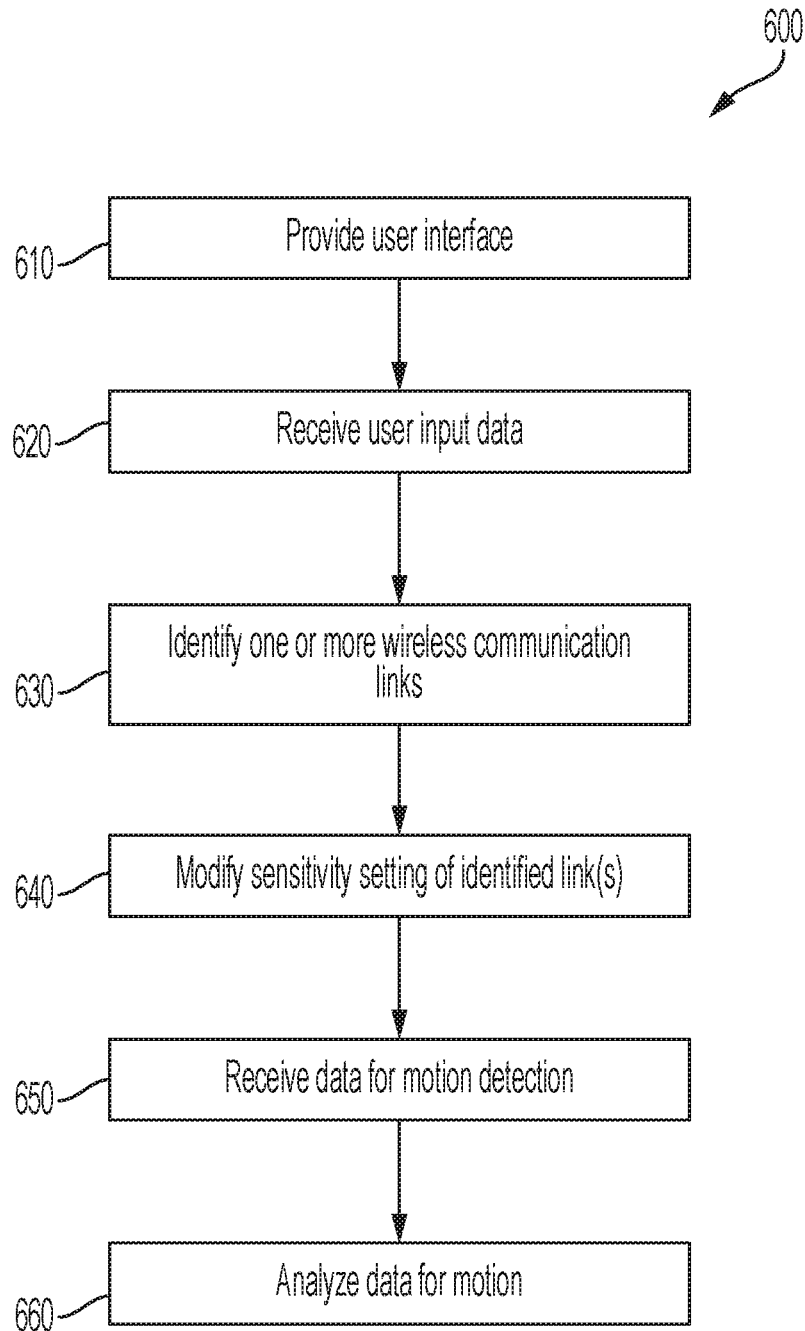 600
Provide user interface
610
Receive user input data
620
Identify one or more wireless communication
links
630
Modify sensitivity setting of identified link(s)
640
Receive data for motion detection
650
Analyze data for motion
660